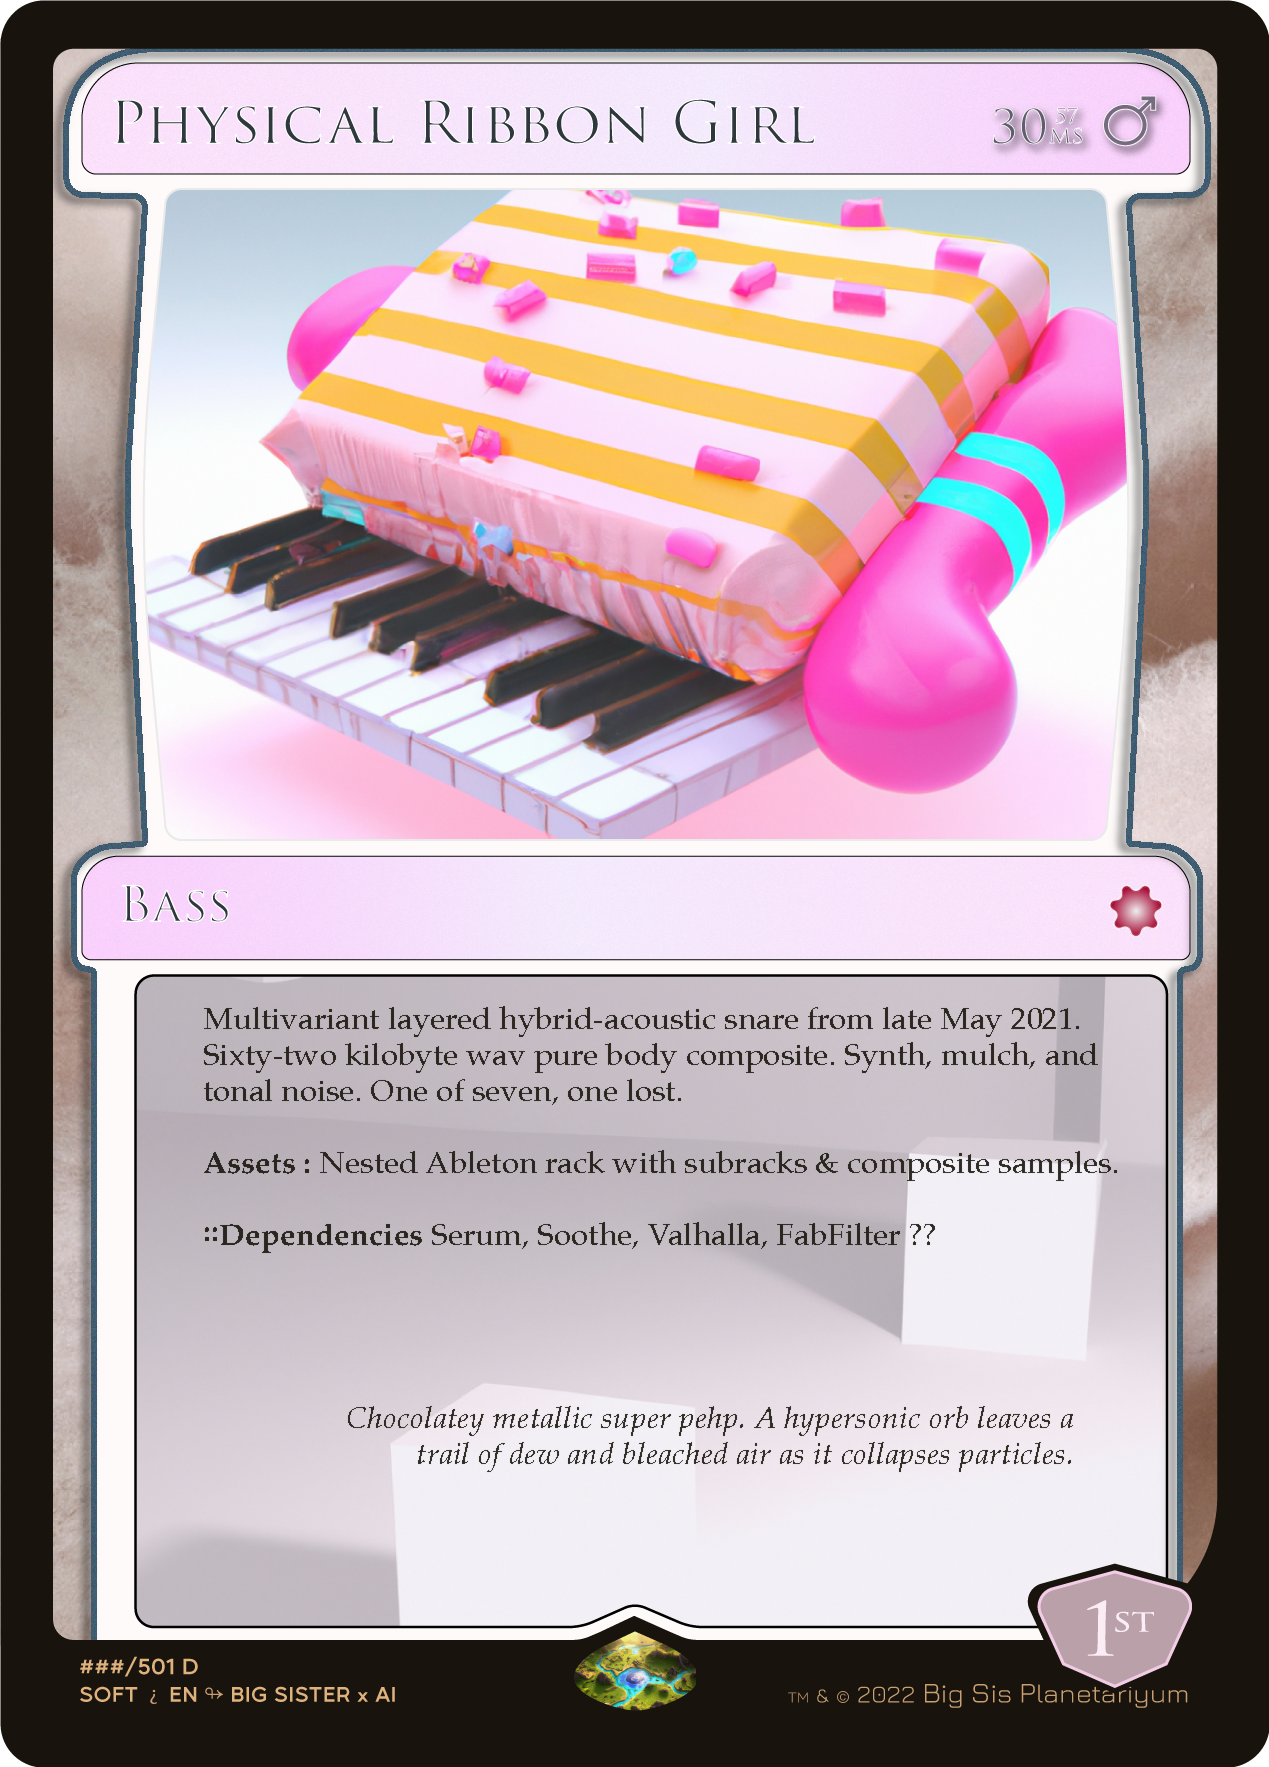 Physical Ribbon Girl
30 57 MS ♂
Bass
Multivariant layered hybrid-acoustic snare from late May 2021.
Sixty-two kilobyte wav pure body composite. Synth, mulch, and
tonal noise. One of seven, one lost.
Assets : Nested Ableton rack with subracks & composite samples.
::Dependencies Serum, Soothe, Valhalla, FabFilter ??
Chocolatey metallic super pehp. A hypersonic orb leaves a
trail of dew and bleached air as it collapses particles.
1ST
###/501 D
SOFT ¿ EN ↬ BIG SISTER x AI
TM & © 2022 Big Sis Planetariyum